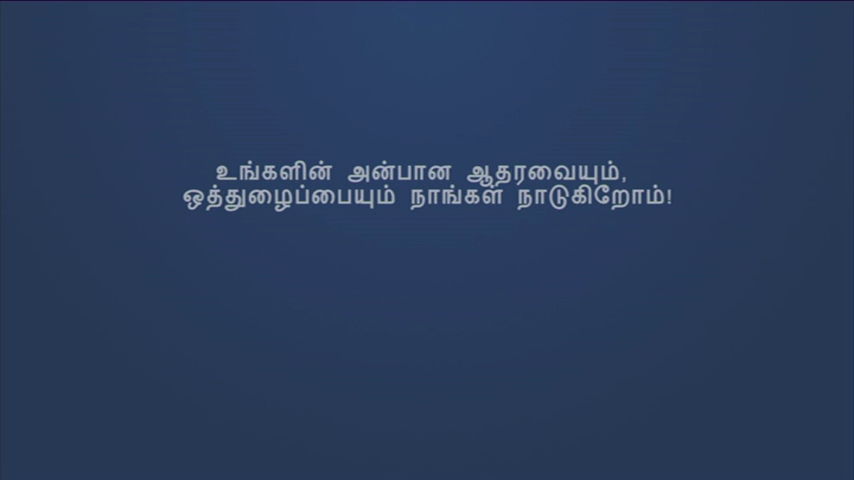 உங்களின் அன்பான ஆதரவையும்,
ஒத்துழைப்பையும் நாங்கள் நாடுகிறோம்!